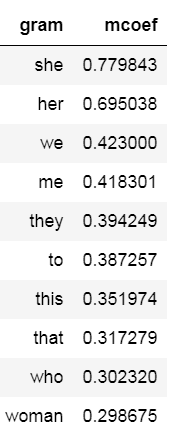 gram mcoef
she 0.779843
her 0.695038
we 0.423000
me 0.418301
they 0.394249
to 0.387257
this 0.351974
that 0.317279
who 0.302320
woman 0.298675